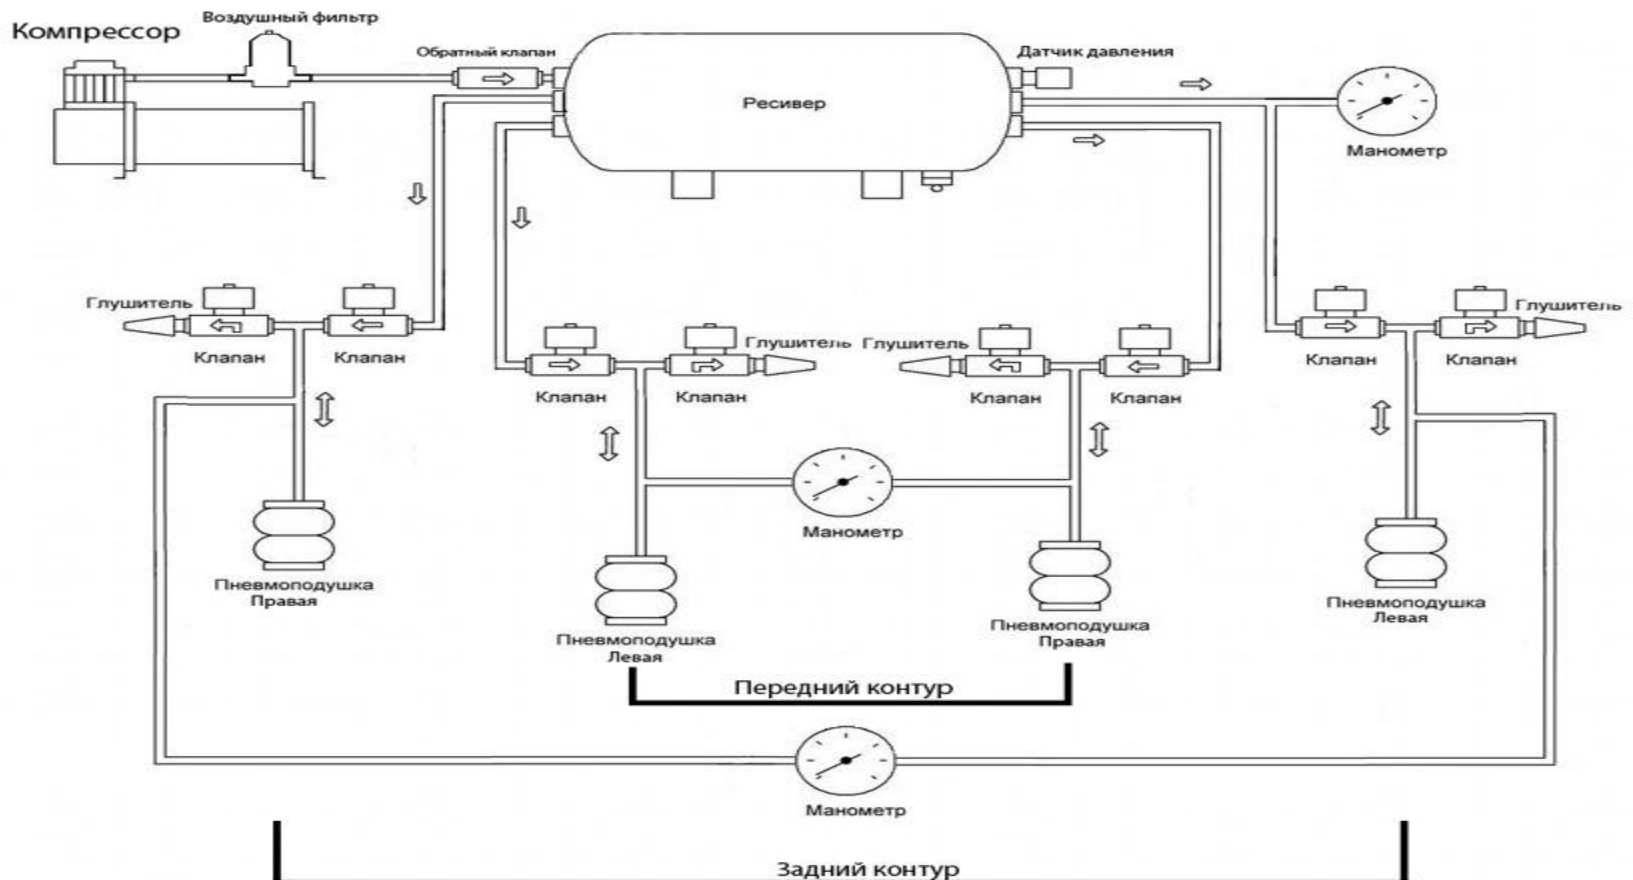 Воздушный фильтр
Компрессор
Обратный клапан
Датчик давления
Ресивер
Манометр
Глушитель
Клапан
Клапан
Глушитель
Клапан
Клапан
Глушитель
Клапан
Клапан
Клапан
Клапан
Глушитель
Манометр
Пневмоподушка
Правая
Пневмоподушка
Левая
Пневмоподушка
Правая
Пневмоподушка
Левая
Передний контур
Манометр
Задний контур